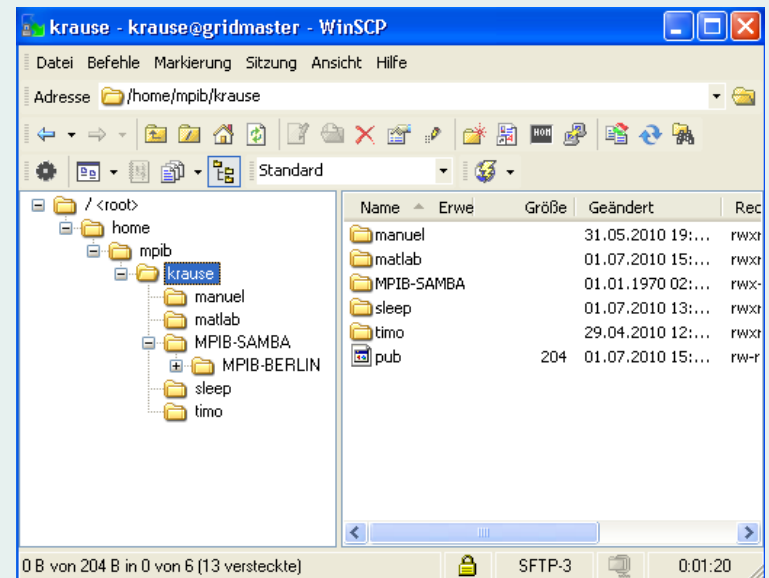 krause - krause@gridmaster - WinSCP
Datei Befehle Markierung Sitzung Ansicht Hilfe
Adresse /home/mpib/krause
Standard
/ <root>
home
mpib
krause
manuel
matlab
MPIB-SAMBA
MPIB-BERLIN
sleep
timo
Name Erwe Größe Geändert Rec
manuel 31.05.2010 19:... rwxr
matlab 01.07.2010 15:... rwxr
MPIB-SAMBA 01.01.1970 02:... rwx-
sleep 01.07.2010 13:... rwxr
timo 29.04.2010 12:... rwxr
pub 204 01.07.2010 15:... rw-r
0 B von 204 B in 0 von 6 (13 versteckte) SFTP-3 0:01:20